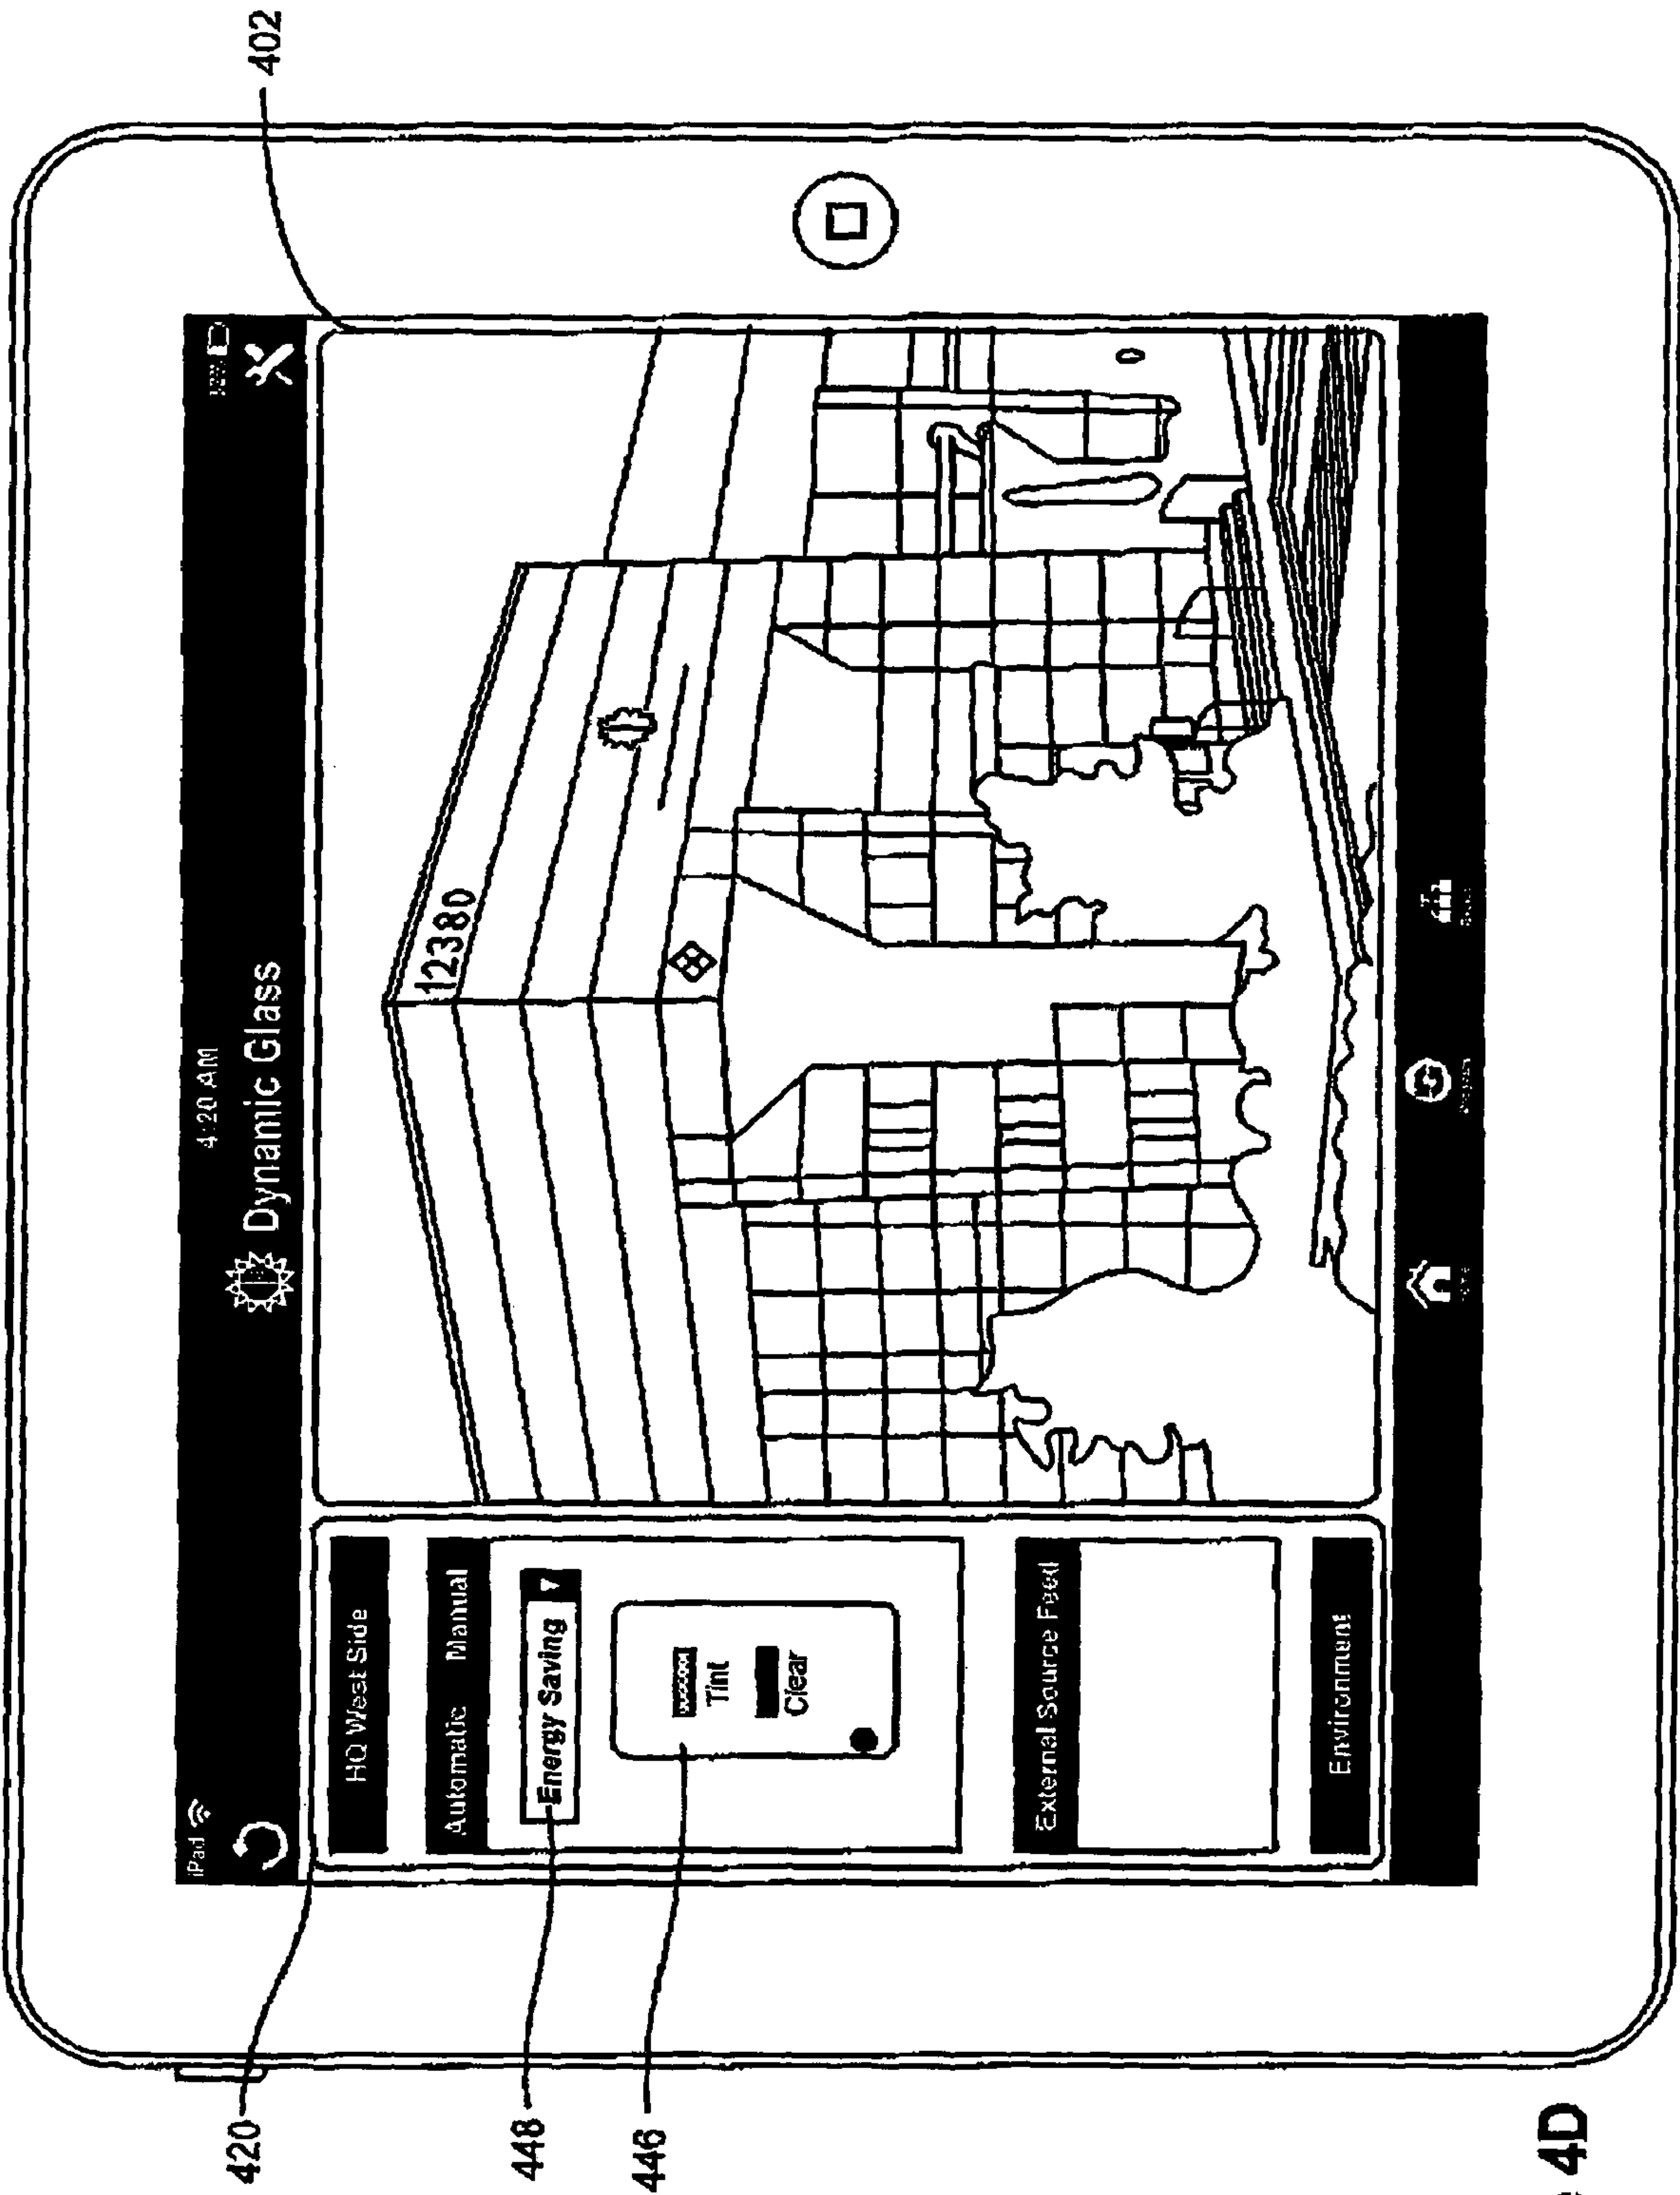 402
iPad
4:20 AM
Dynamic Glass
420
HQ West Side
Automatic Manual
448
Energy Saving
446
Tint
Clear
12380
External Source Feed
Environment
4D